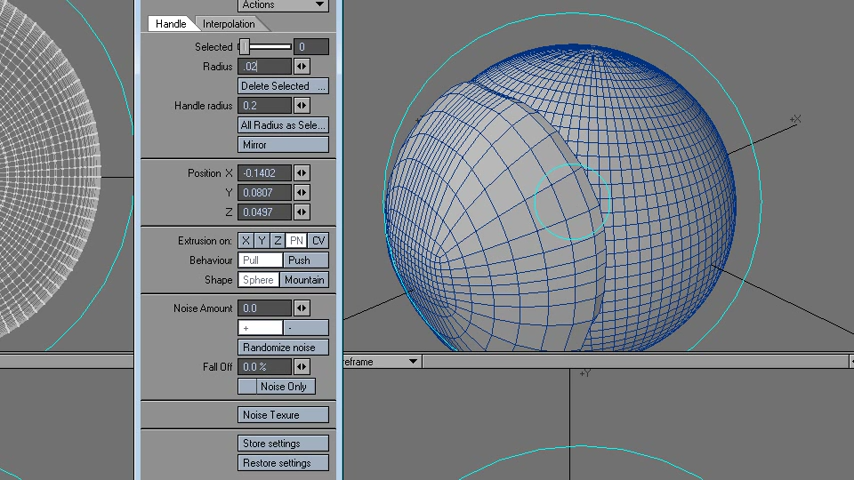 Actions
Handle Interpolation
Selected 0
Radius .02
Delete Selected ...
Handle radius 0.2
All Radius as Sele...
Mirror
Position X -0.1402
Y 0.0807
Z 0.0497
Extrusion on: X Y Z PN CV
Behaviour Pull Push
Shape Sphere Mountain
Noise Amount 0.0
+ -
Randomize noise
Fall Off 0.0 %
Noise Only
Noise Texure
Store settings
Restore settings
+X
reframe
+Y